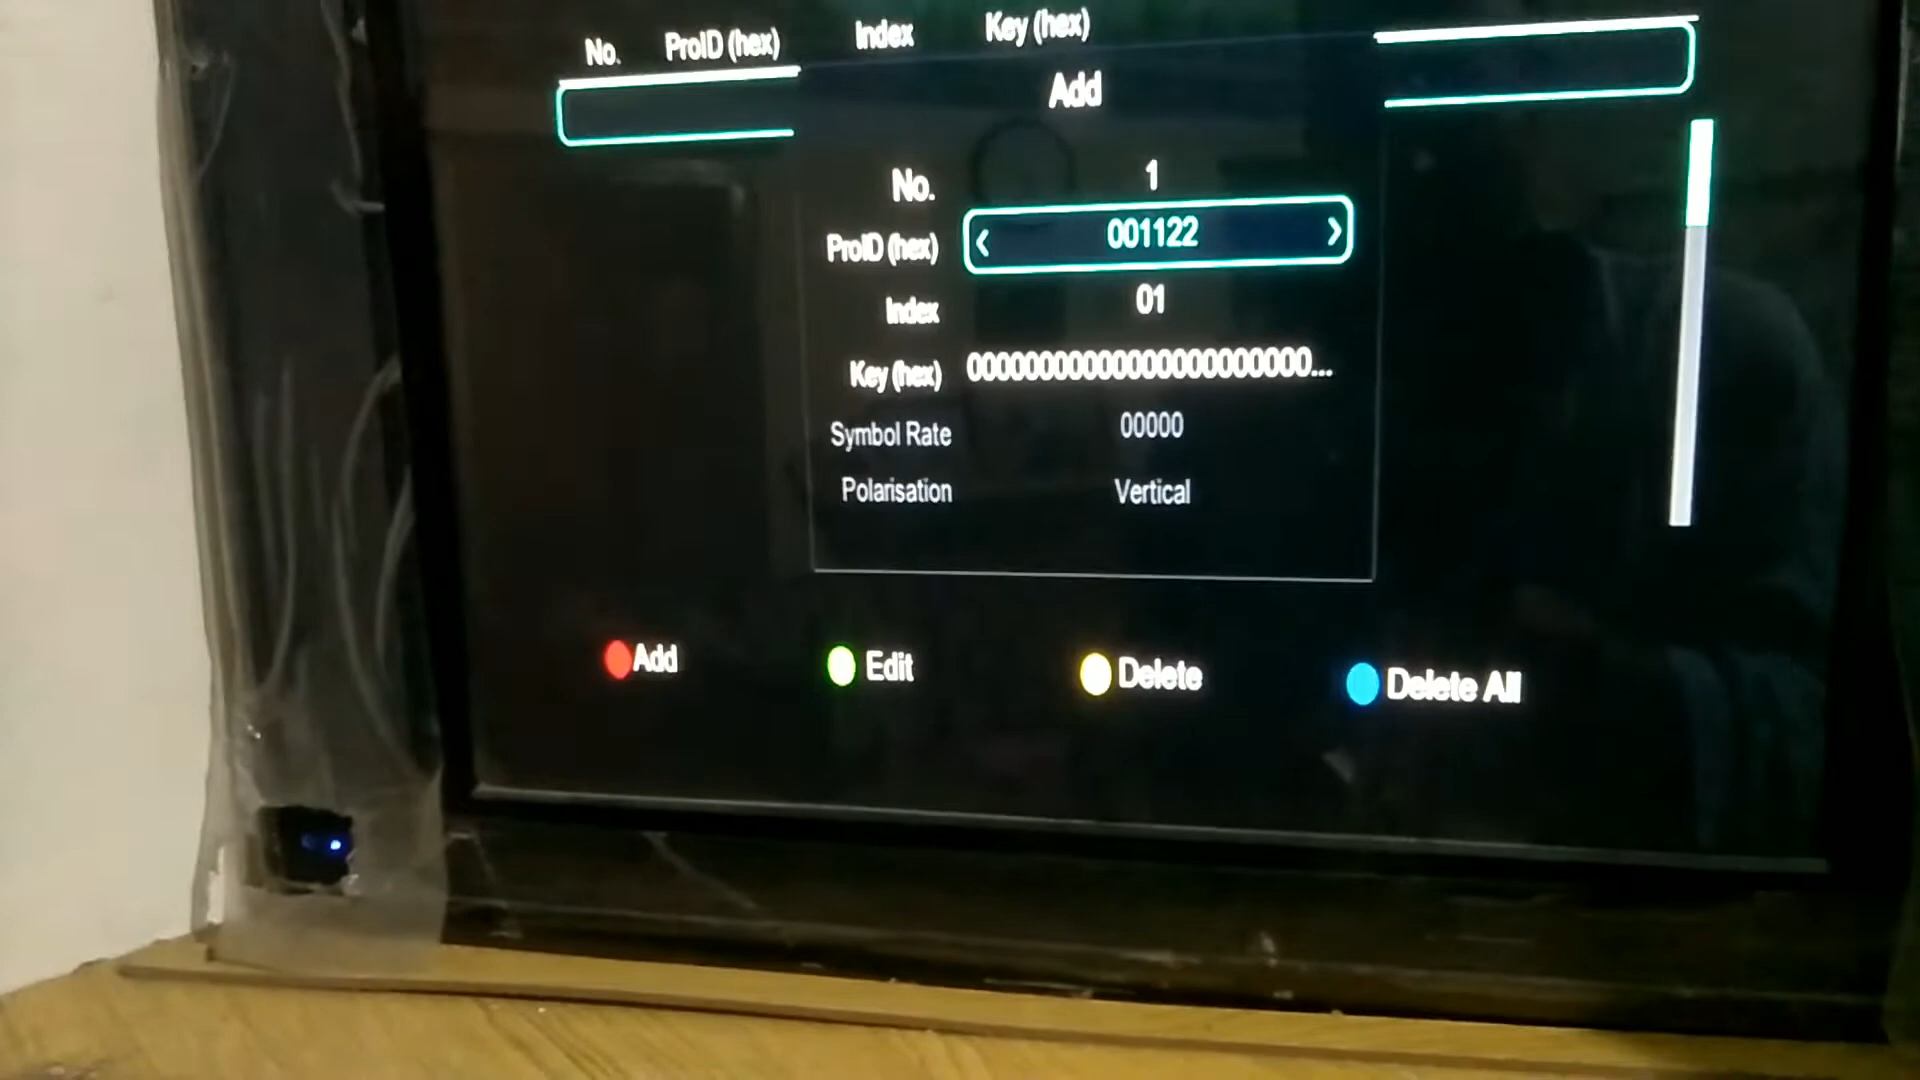 No. ProID (hex) Index Key (hex)
Add
No. 1
ProID (hex) < 001122 >
Index 01
Key (hex) 000000000000000000000000...
Symbol Rate 00000
Polarisation Vertical
Add Edit Delete Delete All